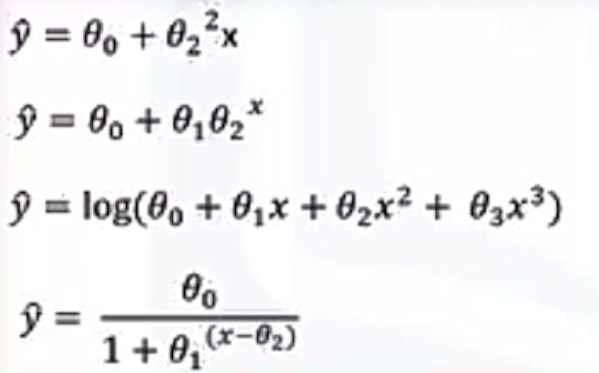 ŷ = θ₀ + θ₂²x
ŷ = θ₀ + θ₁θ₂ˣ
ŷ = log(θ₀ + θ₁x + θ₂x² + θ₃x³)
ŷ = θ₀ / (1 + θ₁^(x−θ₂))